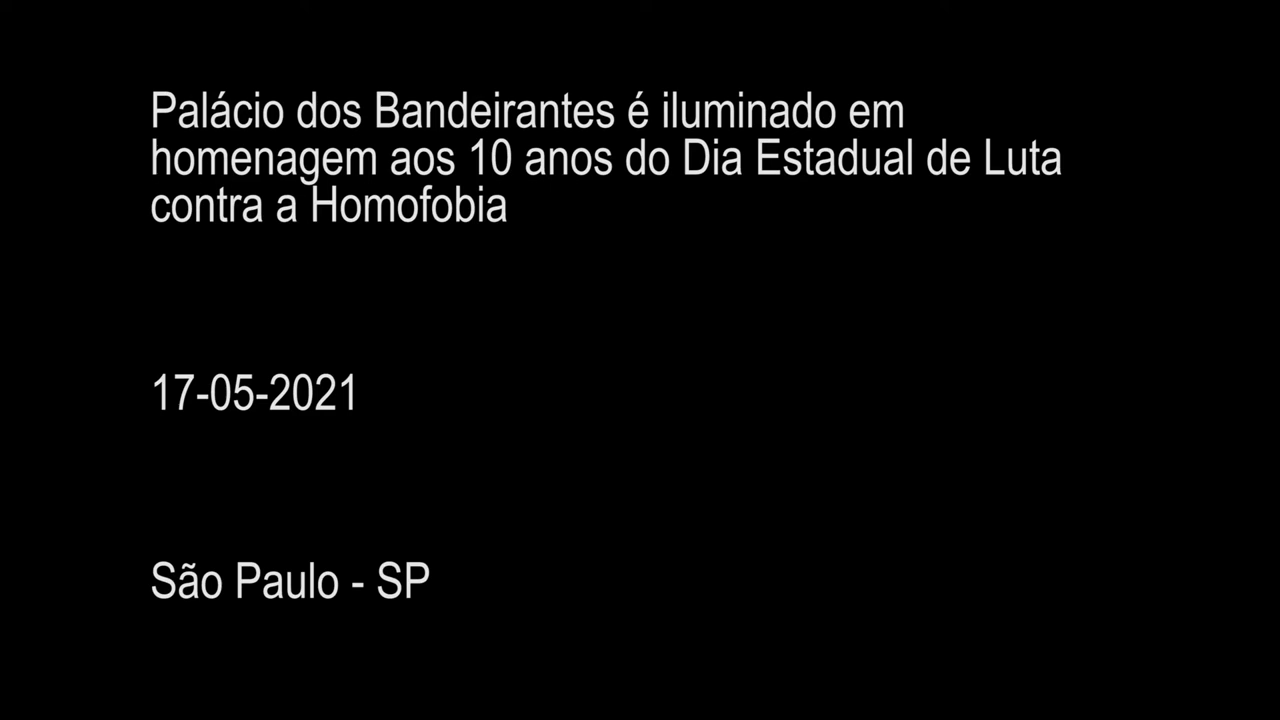 Palácio dos Bandeirantes é iluminado em
homenagem aos 10 anos do Dia Estadual de Luta
contra a Homofobia
17-05-2021
São Paulo - SP